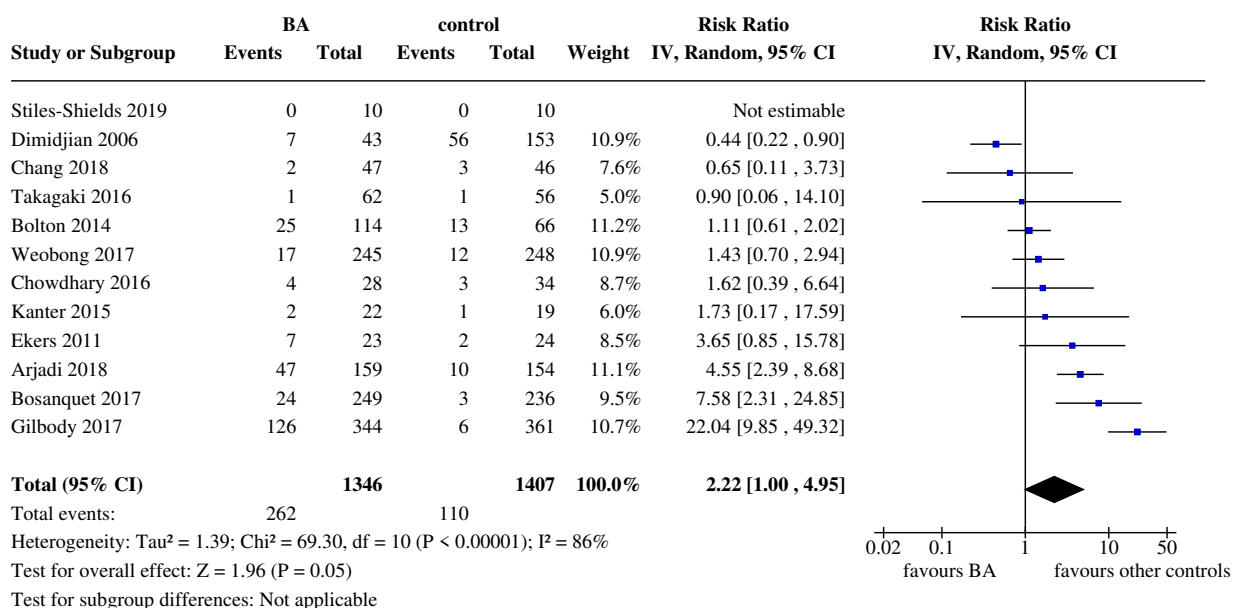 BA control Risk Ratio Risk Ratio
Study or Subgroup Events Total Events Total Weight IV, Random, 95% CI IV, Random, 95% CI
Stiles-Shields 2019 0 10 0 10 Not estimable
Dimidjian 2006 7 43 56 153 10.9% 0.44 [0.22 , 0.90]
Chang 2018 2 47 3 46 7.6% 0.65 [0.11 , 3.73]
Takagaki 2016 1 62 1 56 5.0% 0.90 [0.06 , 14.10]
Bolton 2014 25 114 13 66 11.2% 1.11 [0.61 , 2.02]
Weobong 2017 17 245 12 248 10.9% 1.43 [0.70 , 2.94]
Chowdhary 2016 4 28 3 34 8.7% 1.62 [0.39 , 6.64]
Kanter 2015 2 22 1 19 6.0% 1.73 [0.17 , 17.59]
Ekers 2011 7 23 2 24 8.5% 3.65 [0.85 , 15.78]
Arjadi 2018 47 159 10 154 11.1% 4.55 [2.39 , 8.68]
Bosanquet 2017 24 249 3 236 9.5% 7.58 [2.31 , 24.85]
Gilbody 2017 126 344 6 361 10.7% 22.04 [9.85 , 49.32]
Total (95% CI) 1346 1407 100.0% 2.22 [1.00 , 4.95]
Total events: 262 110
Heterogeneity: Tau² = 1.39; Chi² = 69.30, df = 10 (P < 0.00001); I² = 86%
0.02 0.1 1 10 50
Test for overall effect: Z = 1.96 (P = 0.05) favours BA favours other controls
Test for subgroup differences: Not applicable